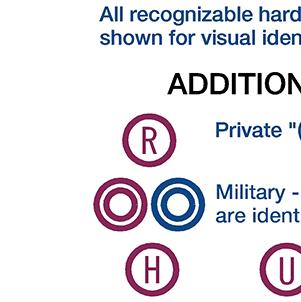 All recognizable hard
shown for visual iden
ADDITION
R
Private "(
Military -
are ident
H U